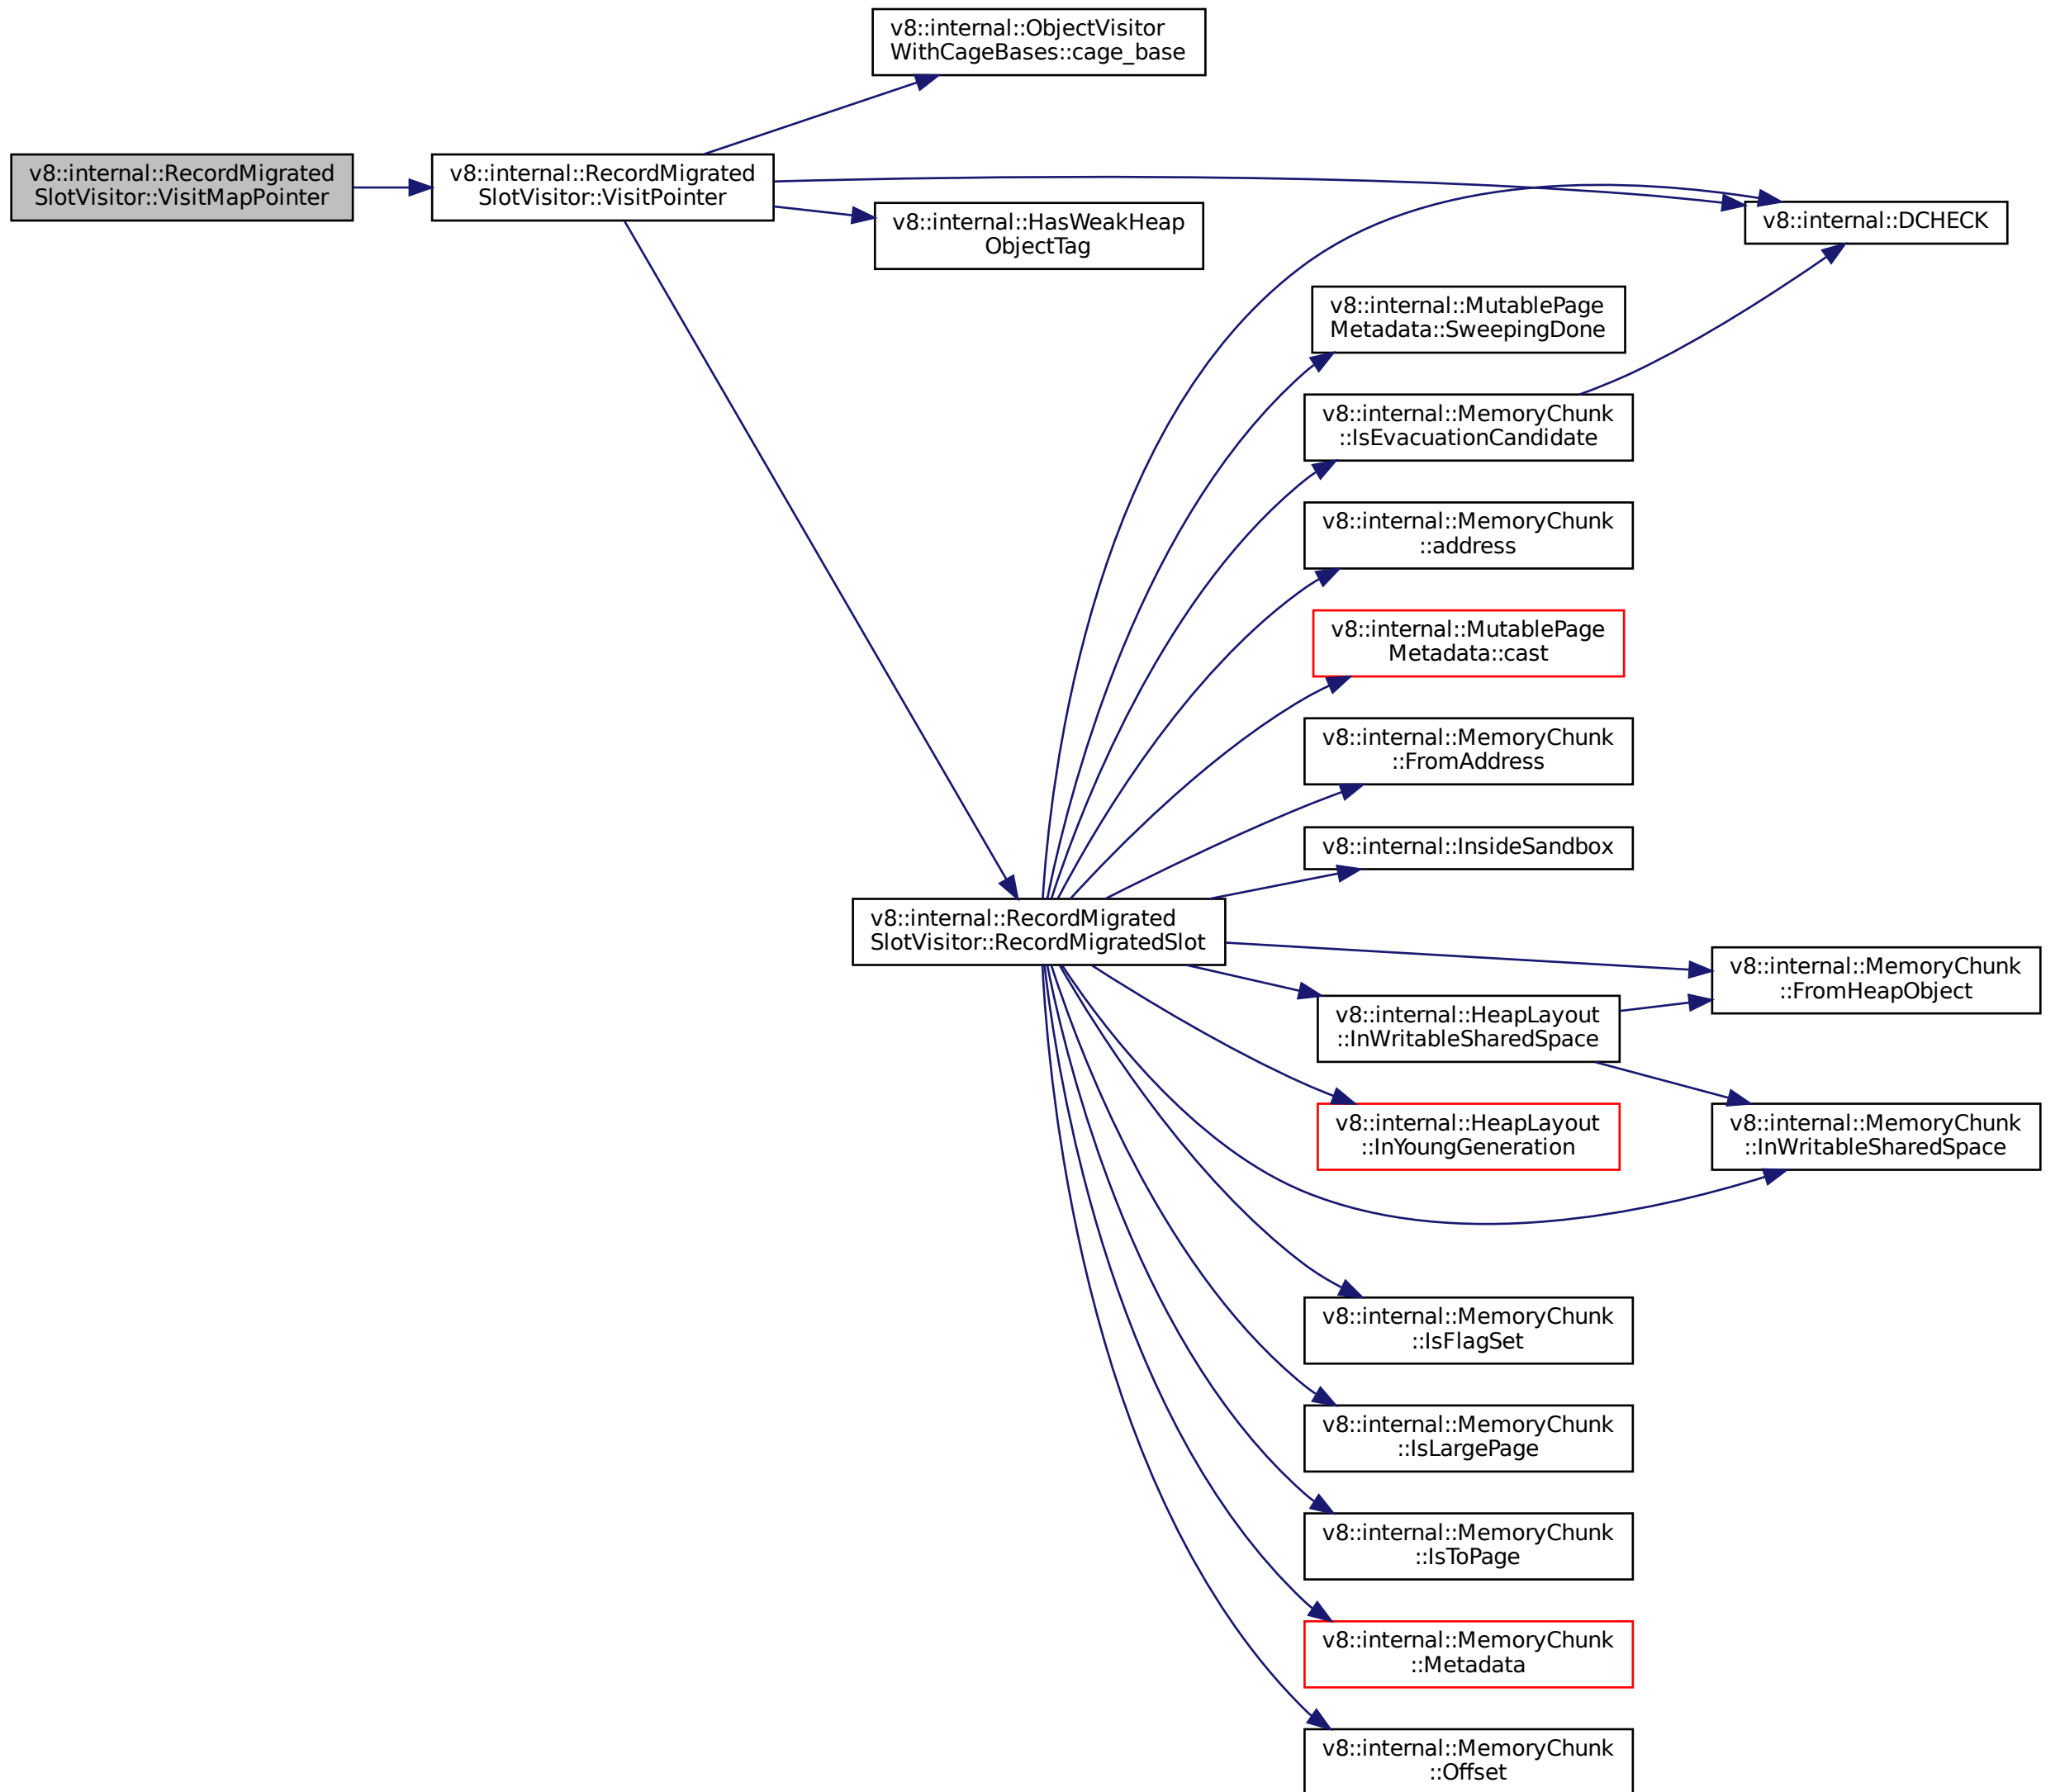 v8::internal::ObjectVisitor
WithCageBases::cage_base
v8::internal::RecordMigrated
SlotVisitor::VisitMapPointer
v8::internal::RecordMigrated
SlotVisitor::VisitPointer
v8::internal::DCHECK
v8::internal::HasWeakHeap
ObjectTag
v8::internal::MutablePage
Metadata::SweepingDone
v8::internal::MemoryChunk
::IsEvacuationCandidate
v8::internal::MemoryChunk
::address
v8::internal::MutablePage
Metadata::cast
v8::internal::MemoryChunk
::FromAddress
v8::internal::InsideSandbox
v8::internal::RecordMigrated
SlotVisitor::RecordMigratedSlot
v8::internal::MemoryChunk
::FromHeapObject
v8::internal::HeapLayout
::InWritableSharedSpace
v8::internal::HeapLayout
::InYoungGeneration
v8::internal::MemoryChunk
::InWritableSharedSpace
v8::internal::MemoryChunk
::IsFlagSet
v8::internal::MemoryChunk
::IsLargePage
v8::internal::MemoryChunk
::IsToPage
v8::internal::MemoryChunk
::Metadata
v8::internal::MemoryChunk
::Offset